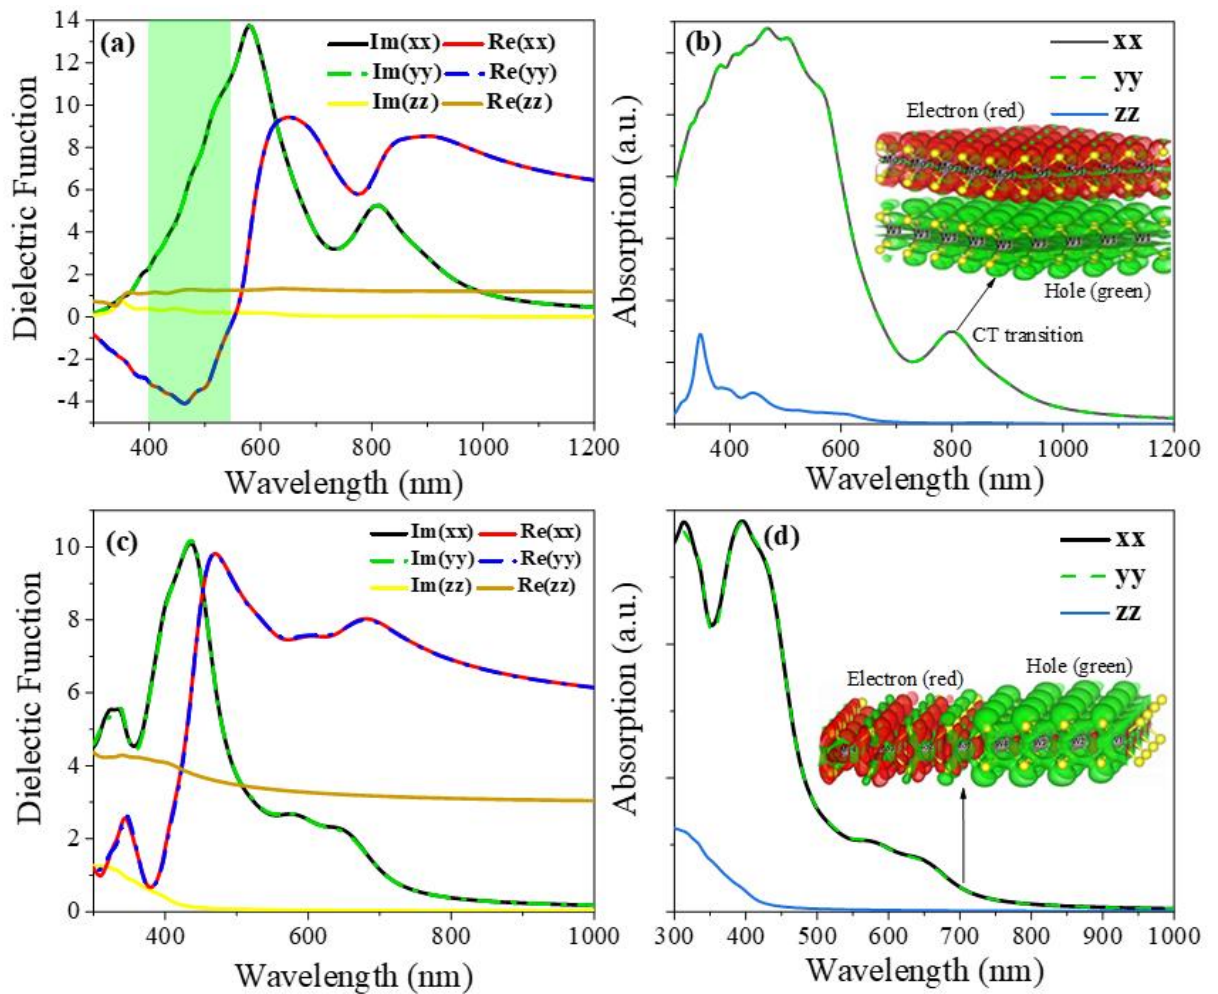 (a)
Im(xx) Re(xx)
Im(yy) Re(yy)
Im(zz) Re(zz)
14
12
10
8
6
4
2
0
-2
-4
Dielectric Function
400 600 800 1000 1200
Wavelength (nm)
(b)
xx
yy
zz
Electron (red)
Hole (green)
CT transition
Absorption (a.u.)
400 600 800 1000 1200
Wavelength (nm)
(c)
Im(xx) Re(xx)
Im(yy) Re(yy)
Im(zz) Re(zz)
10
8
6
4
2
0
Dielectic Function
400 600 800 1000
Wavelength (nm)
(d)
xx
yy
zz
Electron (red)
Hole (green)
Absorption (a.u.)
300 400 500 600 700 800 900 1000
Wavelength (nm)